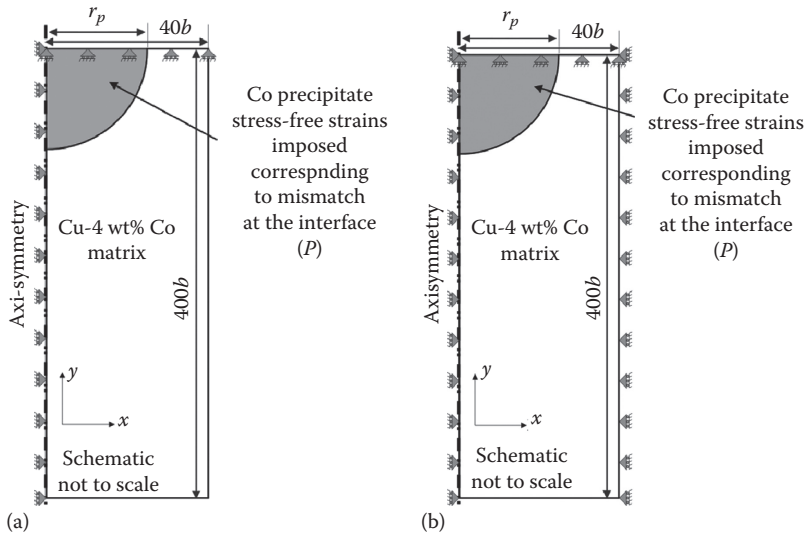 r_p
40b
Co precipitate
stress-free strains
imposed
correspnding
to mismatch
at the interface
(P)
Axi-symmetry
Cu-4 wt% Co
matrix
400b
y
x
Schematic
not to scale
(a)
r_p
40b
Co precipitate
stress-free strains
imposed
corresponding
to mismatch
at the interface
(P)
Axisymetry
Cu-4 wt% Co
matrix
400b
y
x
Schematic
not to scale
(b)